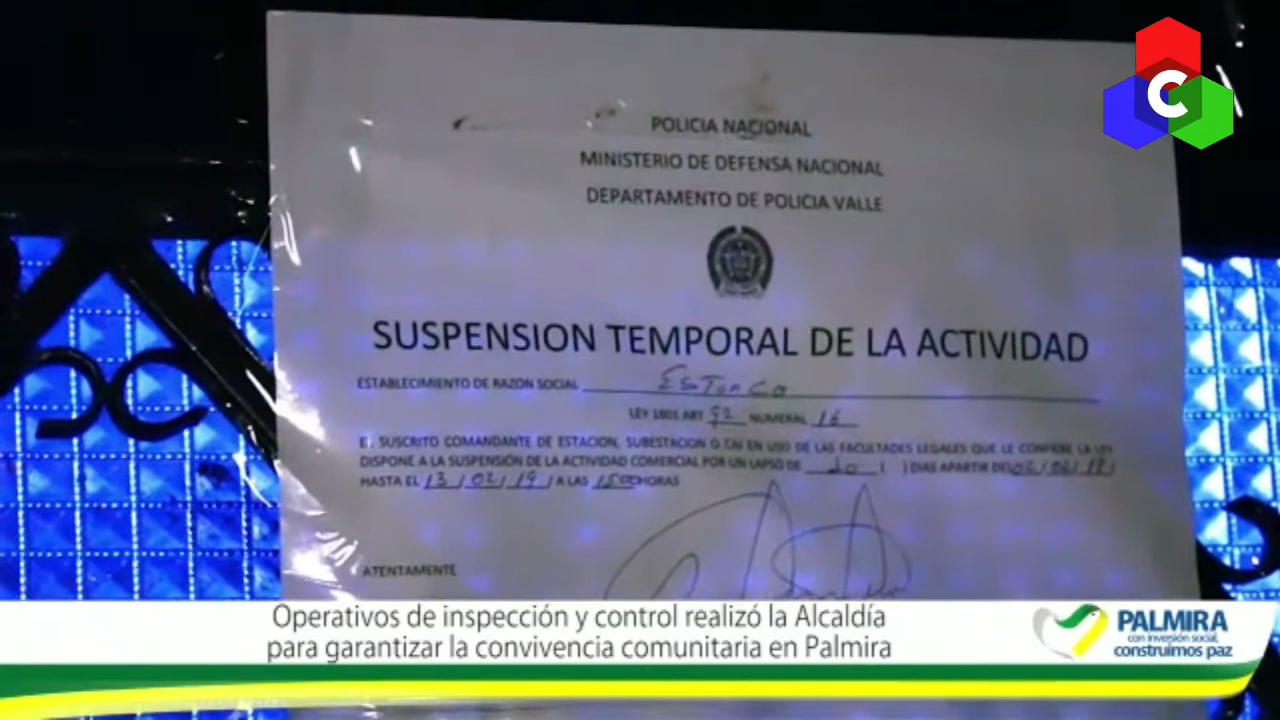 C
POLICIA NACIONAL
MINISTERIO DE DEFENSA NACIONAL
DEPARTAMENTO DE POLICIA VALLE
SUSPENSION TEMPORAL DE LA ACTIVIDAD
ESTABLECIMIENTO DE RAZON SOCIAL Estanco
LEY 1801 ART 92 NUMERAL 16
EL SUSCRITO COMANDANTE DE ESTACION, SUBESTACION O CAI EN USO DE LAS FACULTADES LEGALES QUE LE CONFIERE LA LEY
DISPONE A LA SUSPENSIÓN DE LA ACTIVIDAD COMERCIAL POR UN LAPSO DE ( ) DIAS APARTIR DEL
HASTA EL 13/02/19/ A LAS 1500 HORAS
ATENTAMENTE
Operativos de inspección y control realizó la Alcaldía
para garantizar la convivencia comunitaria en Palmira
PALMIRA
con inversión social,
construimos paz